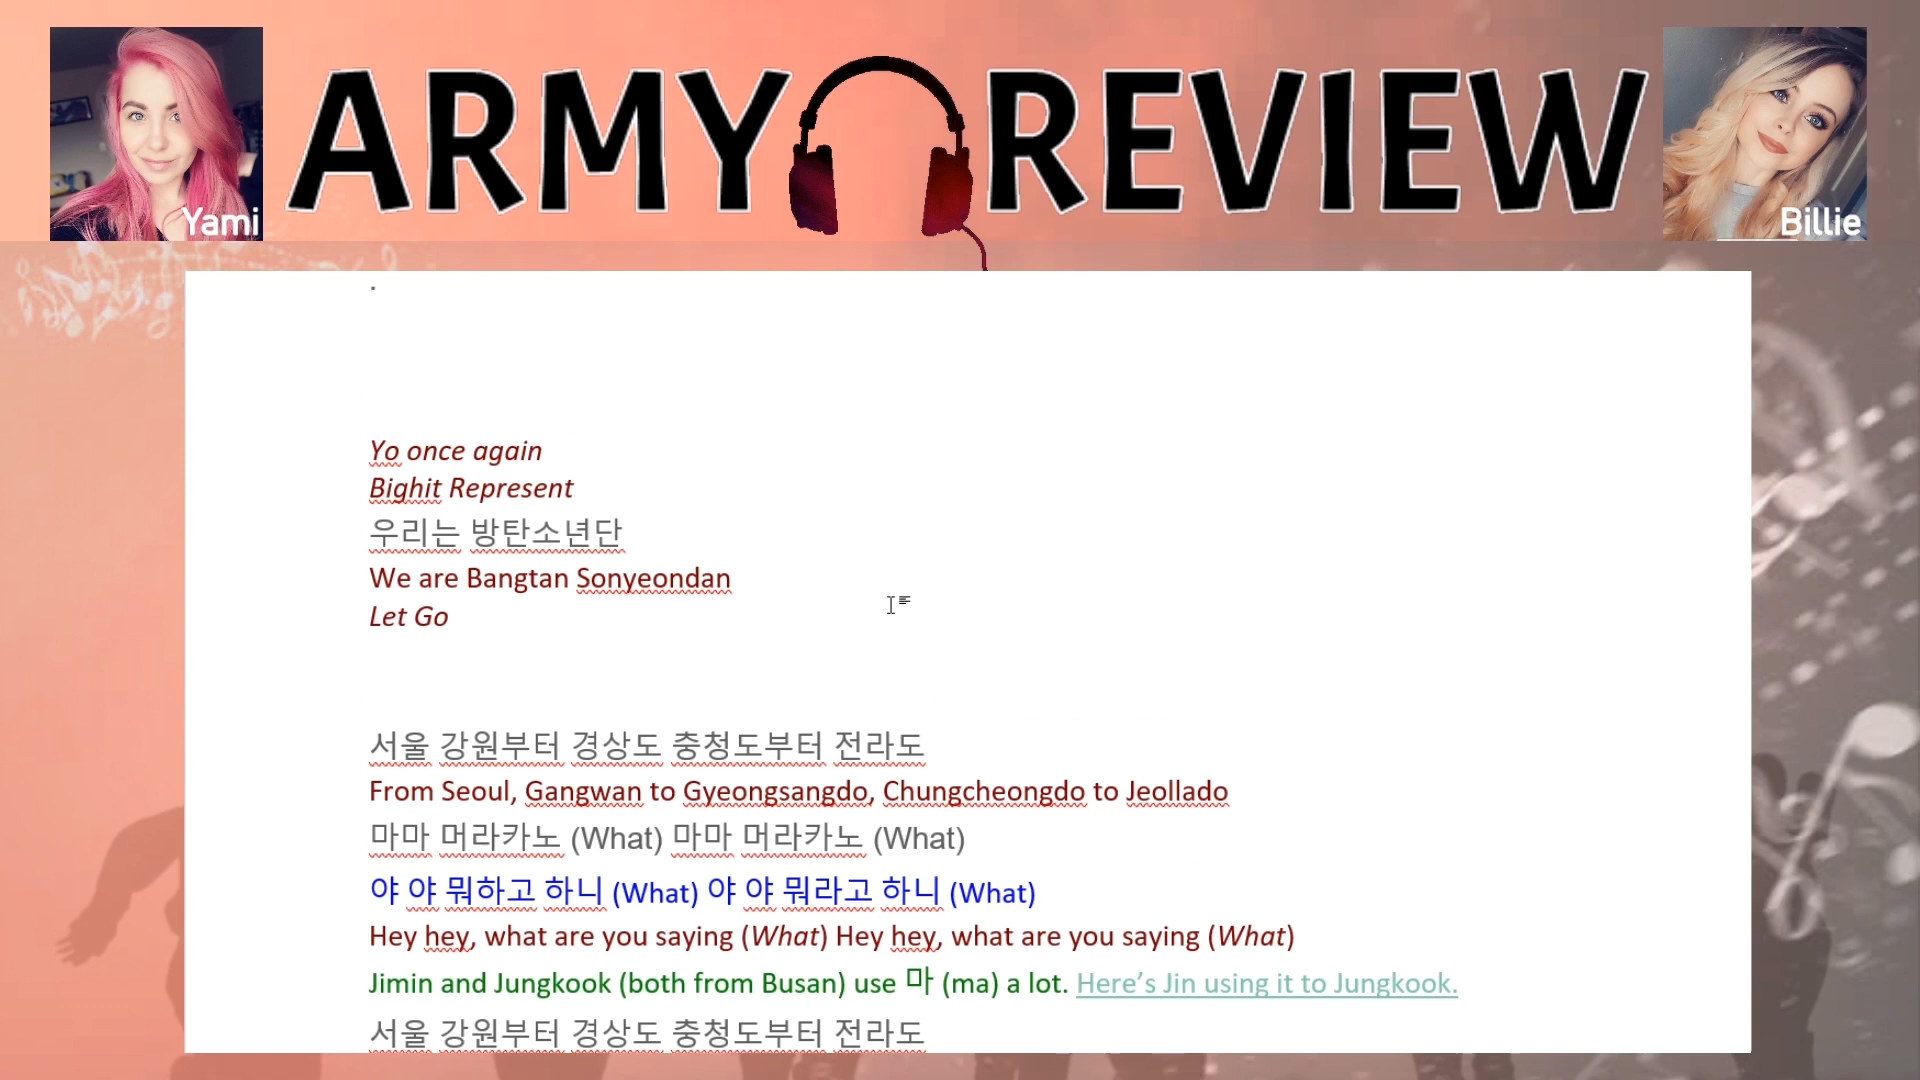 ARMY REVIEW
Yami
Billie
Yo once again
Bighit Represent
우리는 방탄소년단
We are Bangtan Sonyeondan
Let Go
서울 강원부터 경상도 충청도부터 전라도
From Seoul, Gangwan to Gyeongsangdo, Chungcheongdo to Jeollado
마마 머라카노 (What) 마마 머라카노 (What)
야 야 뭐하고 하니 (What) 야 야 뭐라고 하니 (What)
Hey hey, what are you saying (What) Hey hey, what are you saying (What)
Jimin and Jungkook (both from Busan) use 마 (ma) a lot. Here’s Jin using it to Jungkook.
서울 강원부터 경상도 충청도부터 전라도